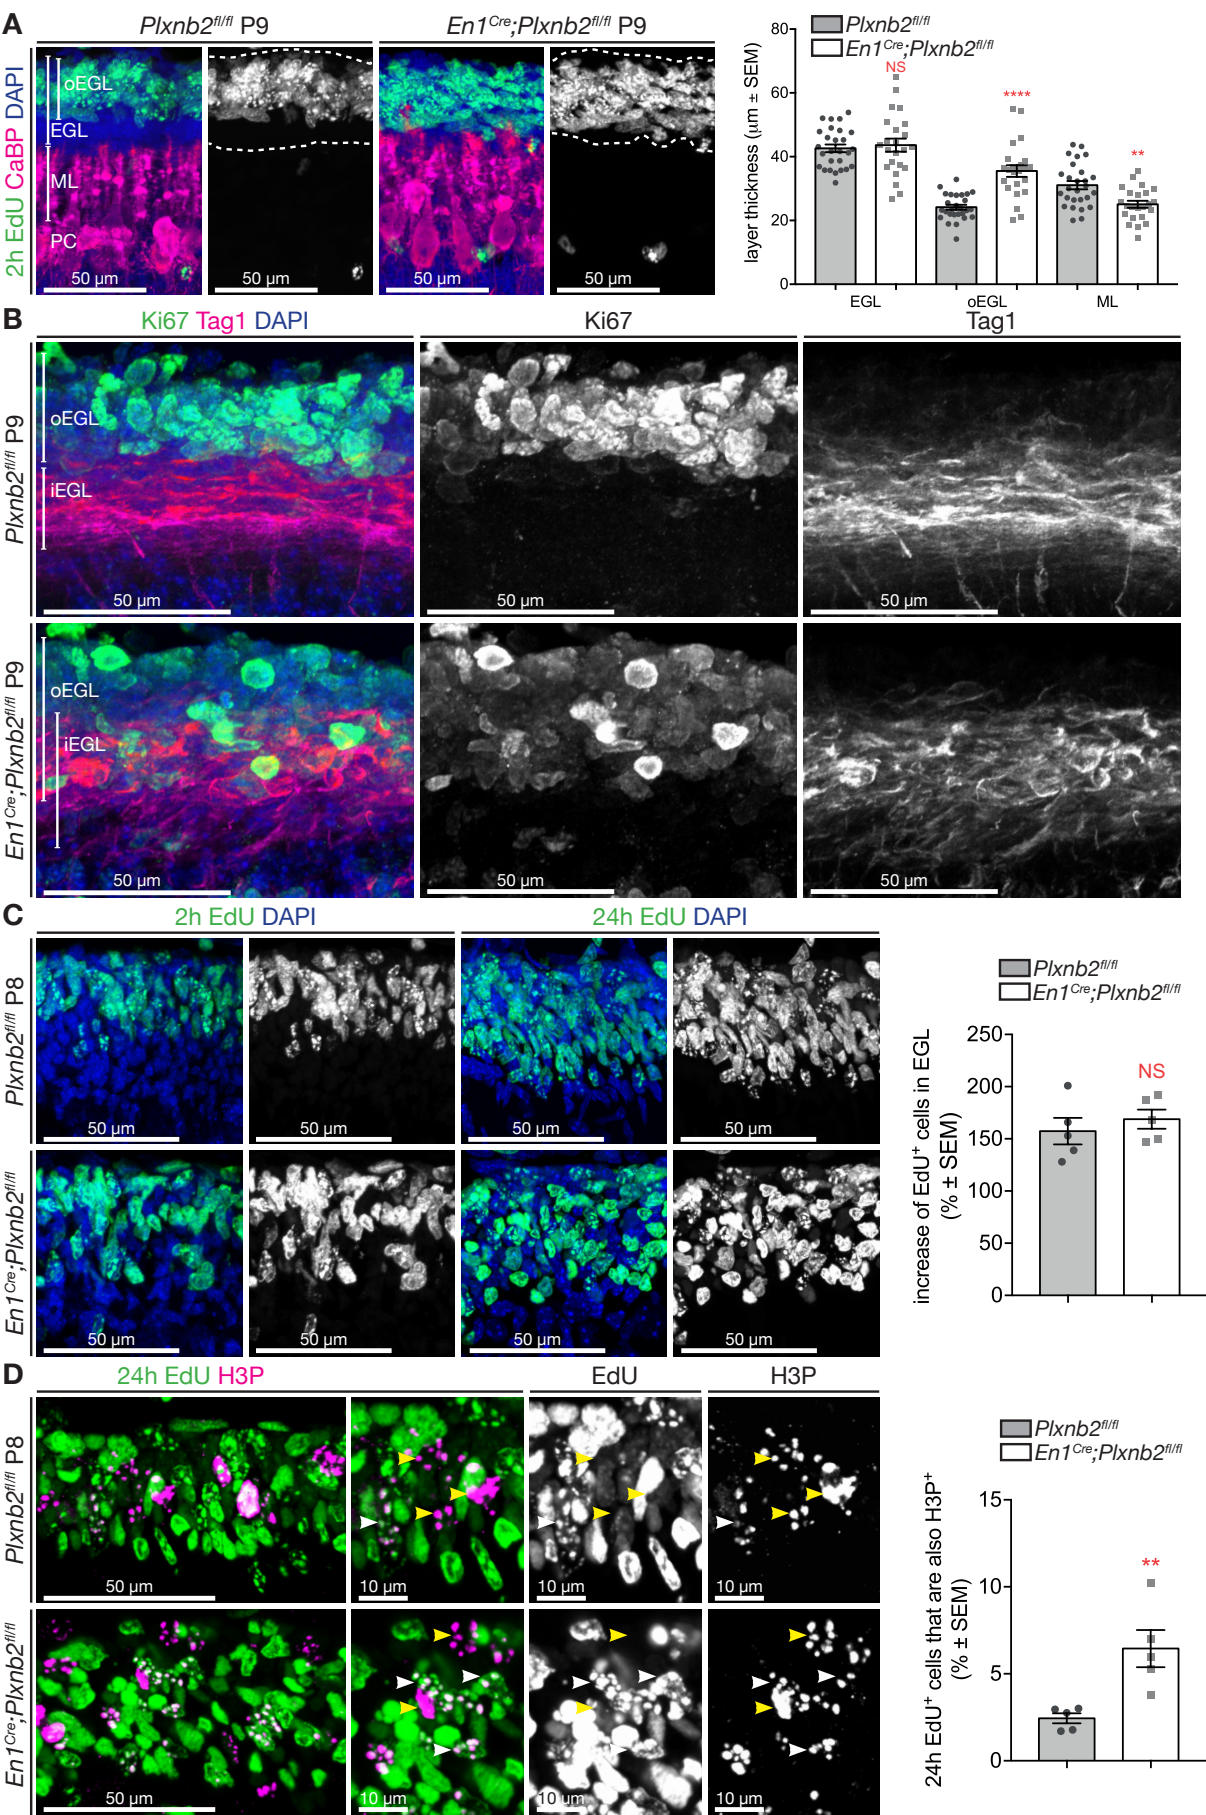 A
Plxnb2fl/fl P9
En1Cre;Plxnb2fl/fl P9
2h EdU CaBP DAPI
oEGL
EGL
ML
PC
50 µm
50 µm
50 µm
50 µm
Plxnb2fl/fl
En1Cre;Plxnb2fl/fl
layer thickness (µm ± SEM)
80
60
40
20
0
NS
****
**
EGL
oEGL
ML
B
Ki67 Tag1 DAPI
Ki67
Tag1
Plxnb2fl/fl P9
oEGL
iEGL
50 µm
50 µm
50 µm
En1Cre;Plxnb2fl/fl P9
oEGL
iEGL
50 µm
50 µm
50 µm
C
2h EdU DAPI
24h EdU DAPI
Plxnb2fl/fl P8
50 µm
50 µm
50 µm
50 µm
En1Cre;Plxnb2fl/fl
50 µm
50 µm
50 µm
50 µm
Plxnb2fl/fl
En1Cre;Plxnb2fl/fl
increase of EdU+ cells in EGL
(% ± SEM)
250
200
150
100
50
0
NS
D
24h EdU H3P
EdU
H3P
Plxnb2fl/fl P8
50 µm
10 µm
10 µm
10 µm
En1Cre;Plxnb2fl/fl
50 µm
10 µm
10 µm
10 µm
Plxnb2fl/fl
En1Cre;Plxnb2fl/fl
24h EdU+ cells that are also H3P+
(% ± SEM)
15
10
5
0
**